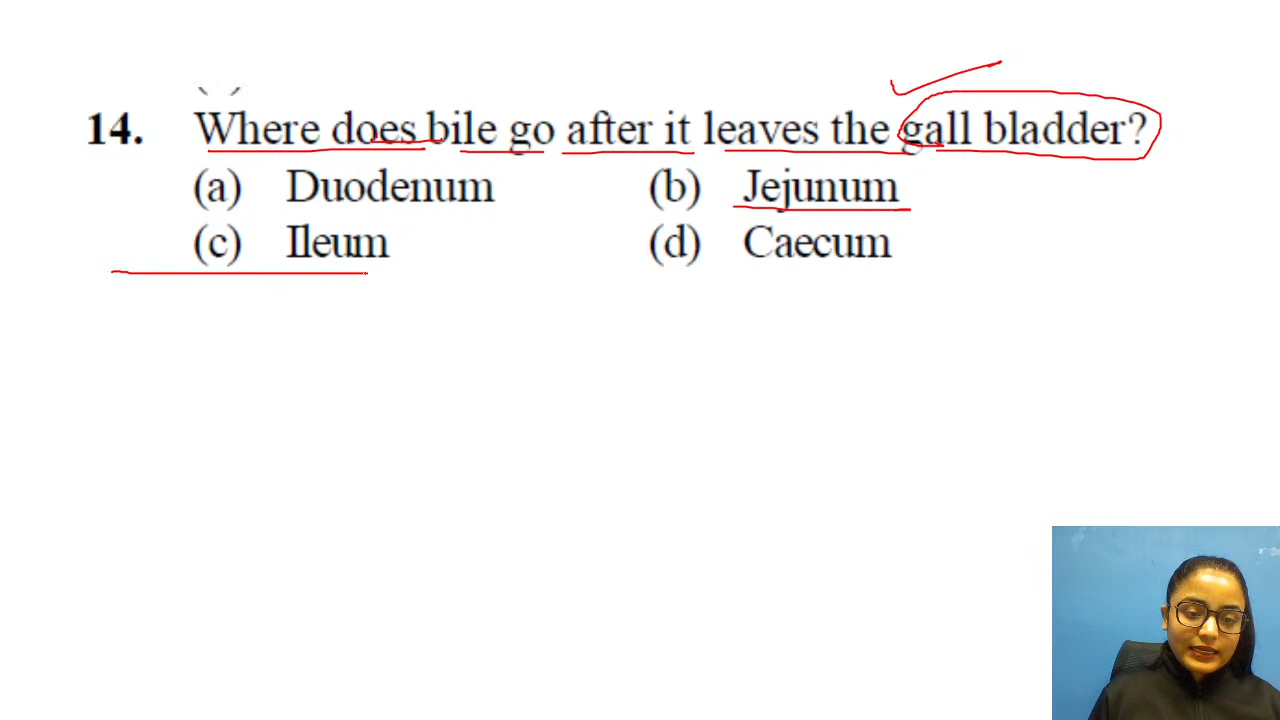 14. Where does bile go after it leaves the gall bladder?
(a) Duodenum (b) Jejunum
(c) Ileum (d) Caecum